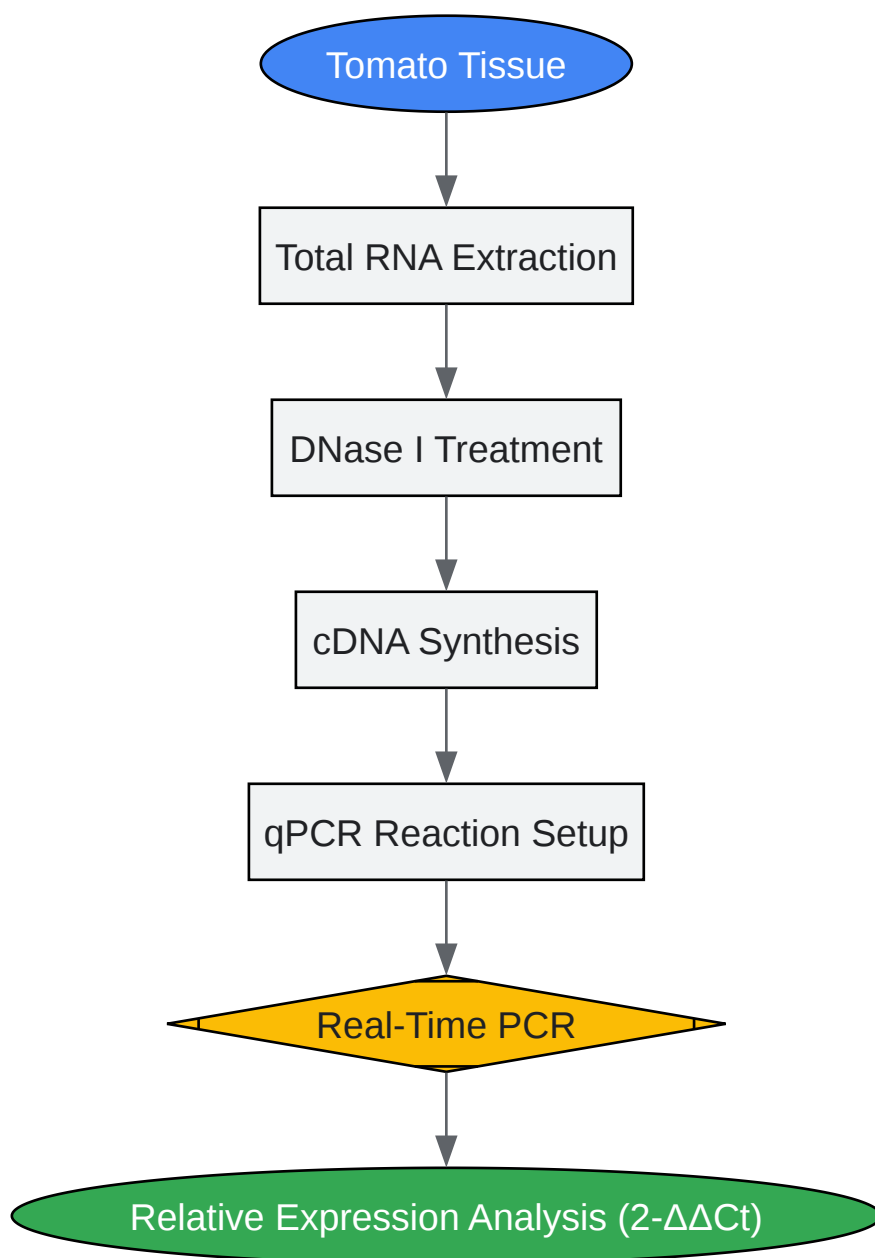 Tomato Tissue
Total RNA Extraction
DNase I Treatment
cDNA Synthesis
qPCR Reaction Setup
Real-Time PCR
Relative Expression Analysis (2-ΔΔCt)